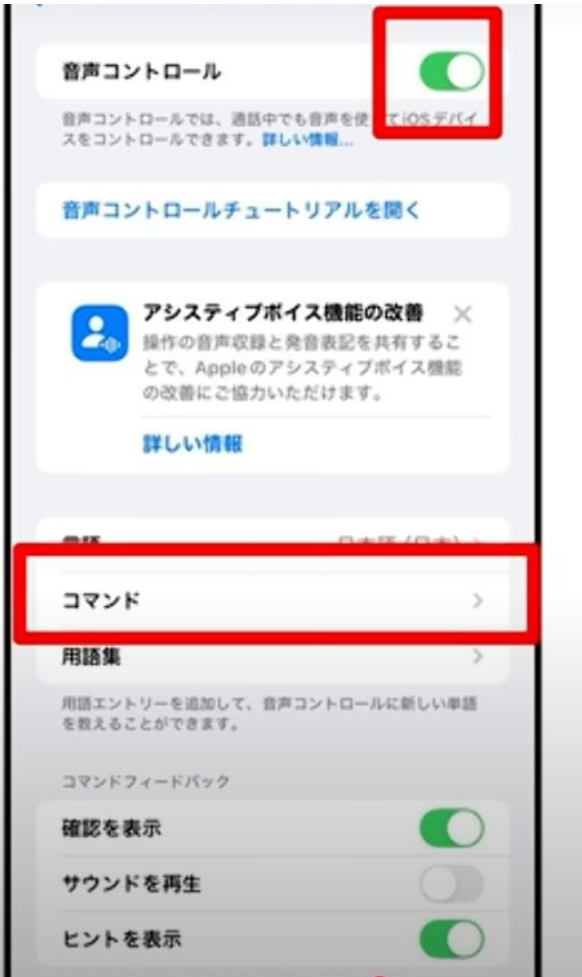 音声コントロール
音声コントロールでは、通話中でも音声を使 てiOSデバイ
スをコントロールできます。詳しい情報...
音声コントロールチュートリアルを開く
アシスティブボイス機能の改善
操作の音声収録と発音表記を共有するこ
とで、Appleのアシスティブボイス機能
の改善にご協力いただけます。
詳しい情報
言語 日本語 (日本)
コマンド
用語集
用語エントリーを追加して、音声コントロールに新しい単語
を教えることができます。
コマンドフィードバック
確認を表示
サウンドを再生
ヒントを表示